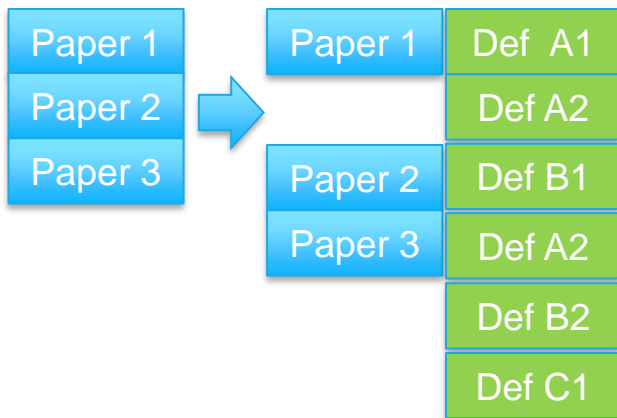 Paper 1
Paper 2
Paper 3
Paper 1 Def A1
Def A2
Paper 2 Def B1
Paper 3 Def A2
Def B2
Def C1